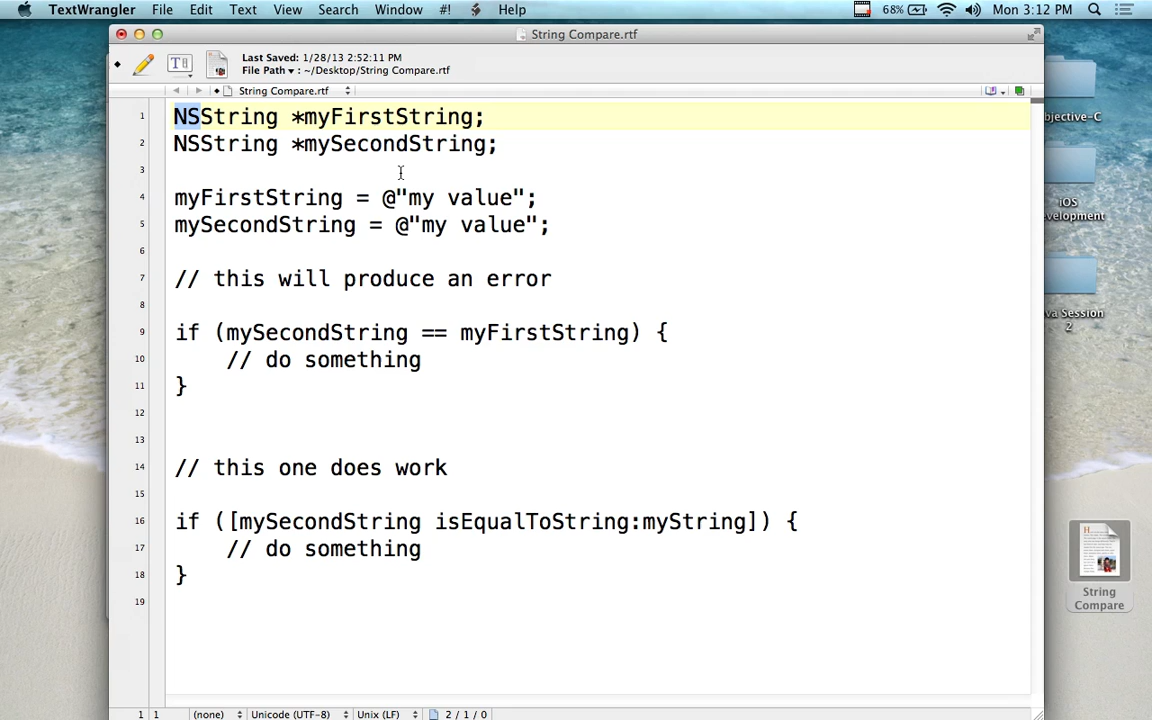 TextWrangler File Edit Text View Search Window #! Help 68% Mon 3:12 PM
String Compare.rtf
Last Saved: 1/28/13 2:52:11 PM
File Path ▾ : ~/Desktop/String Compare.rtf
String Compare.rtf
1 NSString *myFirstString;
2 NSString *mySecondString;
3
4 myFirstString = @"my value";
5 mySecondString = @"my value";
6
7 // this will produce an error
8
9 if (mySecondString == myFirstString) {
10 // do something
11 }
12
13
14 // this one does work
15
16 if ([mySecondString isEqualToString:myString]) {
17 // do something
18 }
19
bjective-C
iOS
evelopment
va Session
2
String
Compare
1 1 (none) Unicode (UTF-8) Unix (LF) 2 / 1 / 0